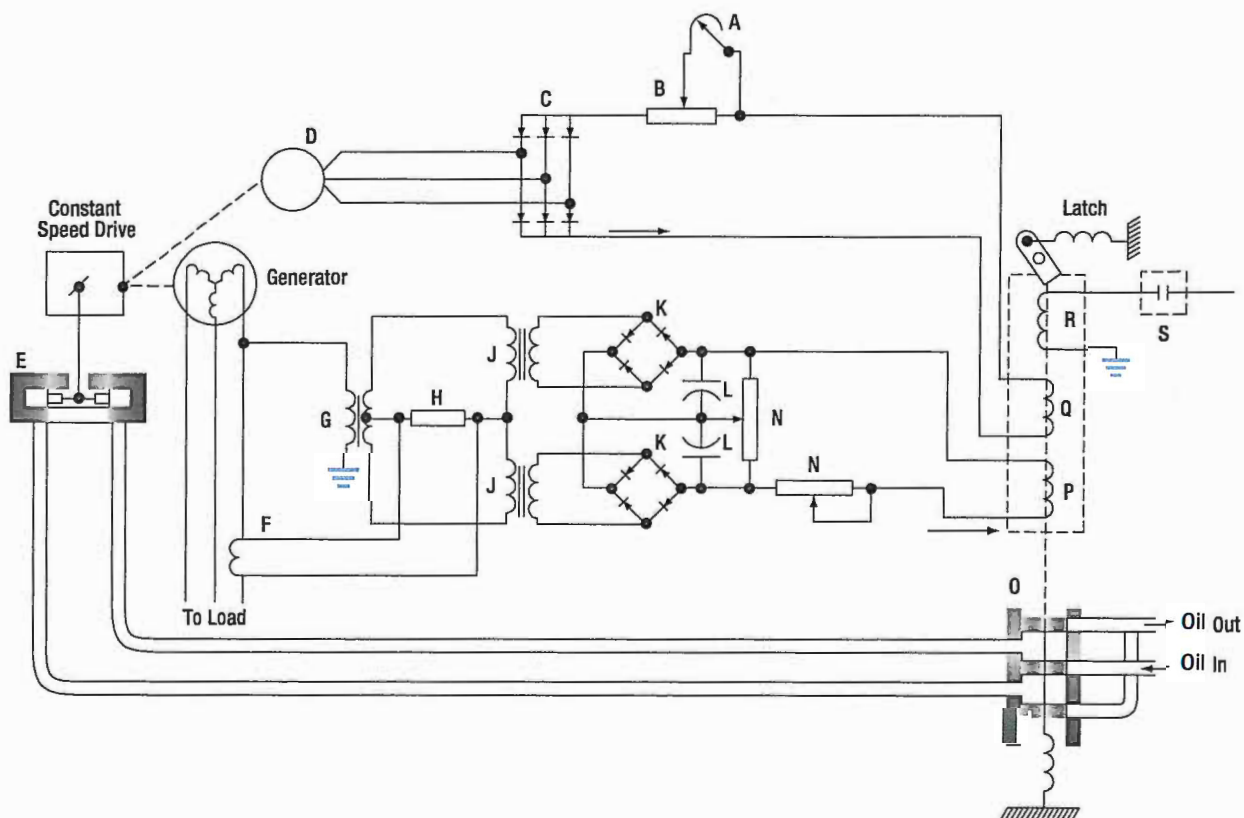 A
B
C
D
Constant
Speed Drive
Latch
Generator
K
R
S
E
J
L
H
G
N
Q
L
K
N
J
P
F
O
To Load
Oil Out
Oil In